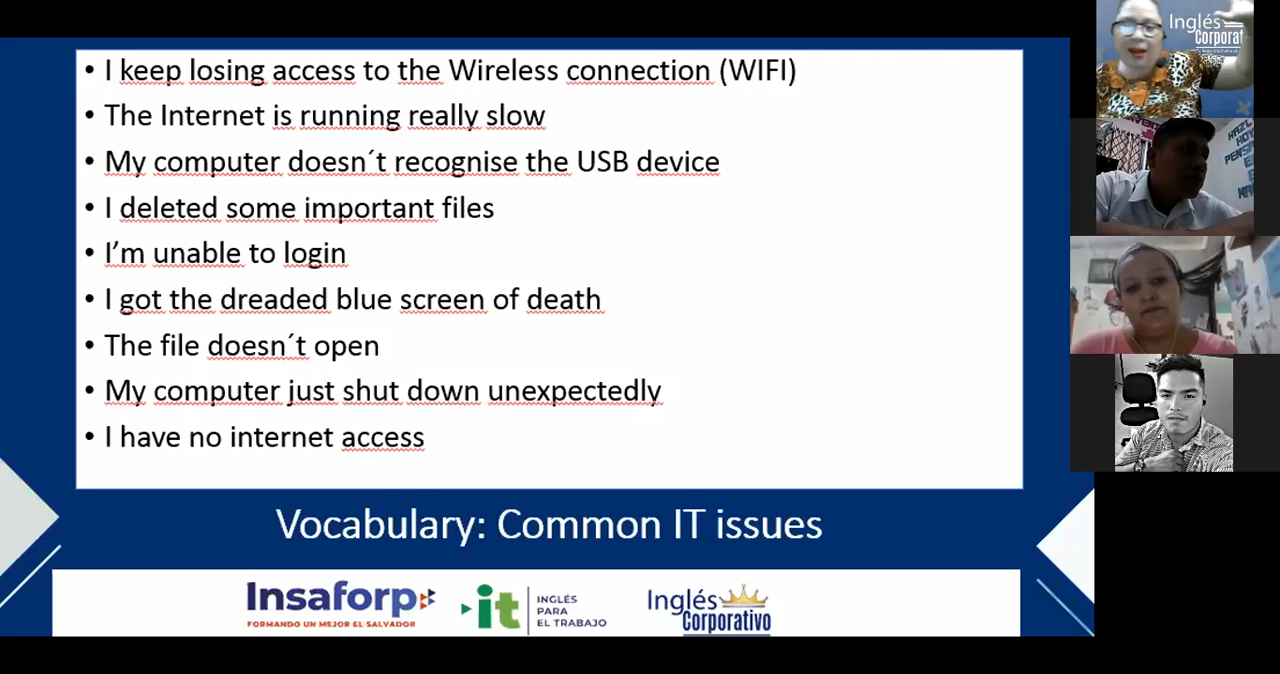 • I keep losing access to the Wireless connection (WIFI)
• The Internet is running really slow
• My computer doesn´t recognise the USB device
• I deleted some important files
• I’m unable to login
• I got the dreaded blue screen of death
• The file doesn´t open
• My computer just shut down unexpectedly
• I have no internet access
Vocabulary: Common IT issues
Insaforp
FORMANDO UN MEJOR EL SALVADOR
it
INGLÉS
PARA
EL TRABAJO
Inglés
Corporativo
Inglés
Corporat